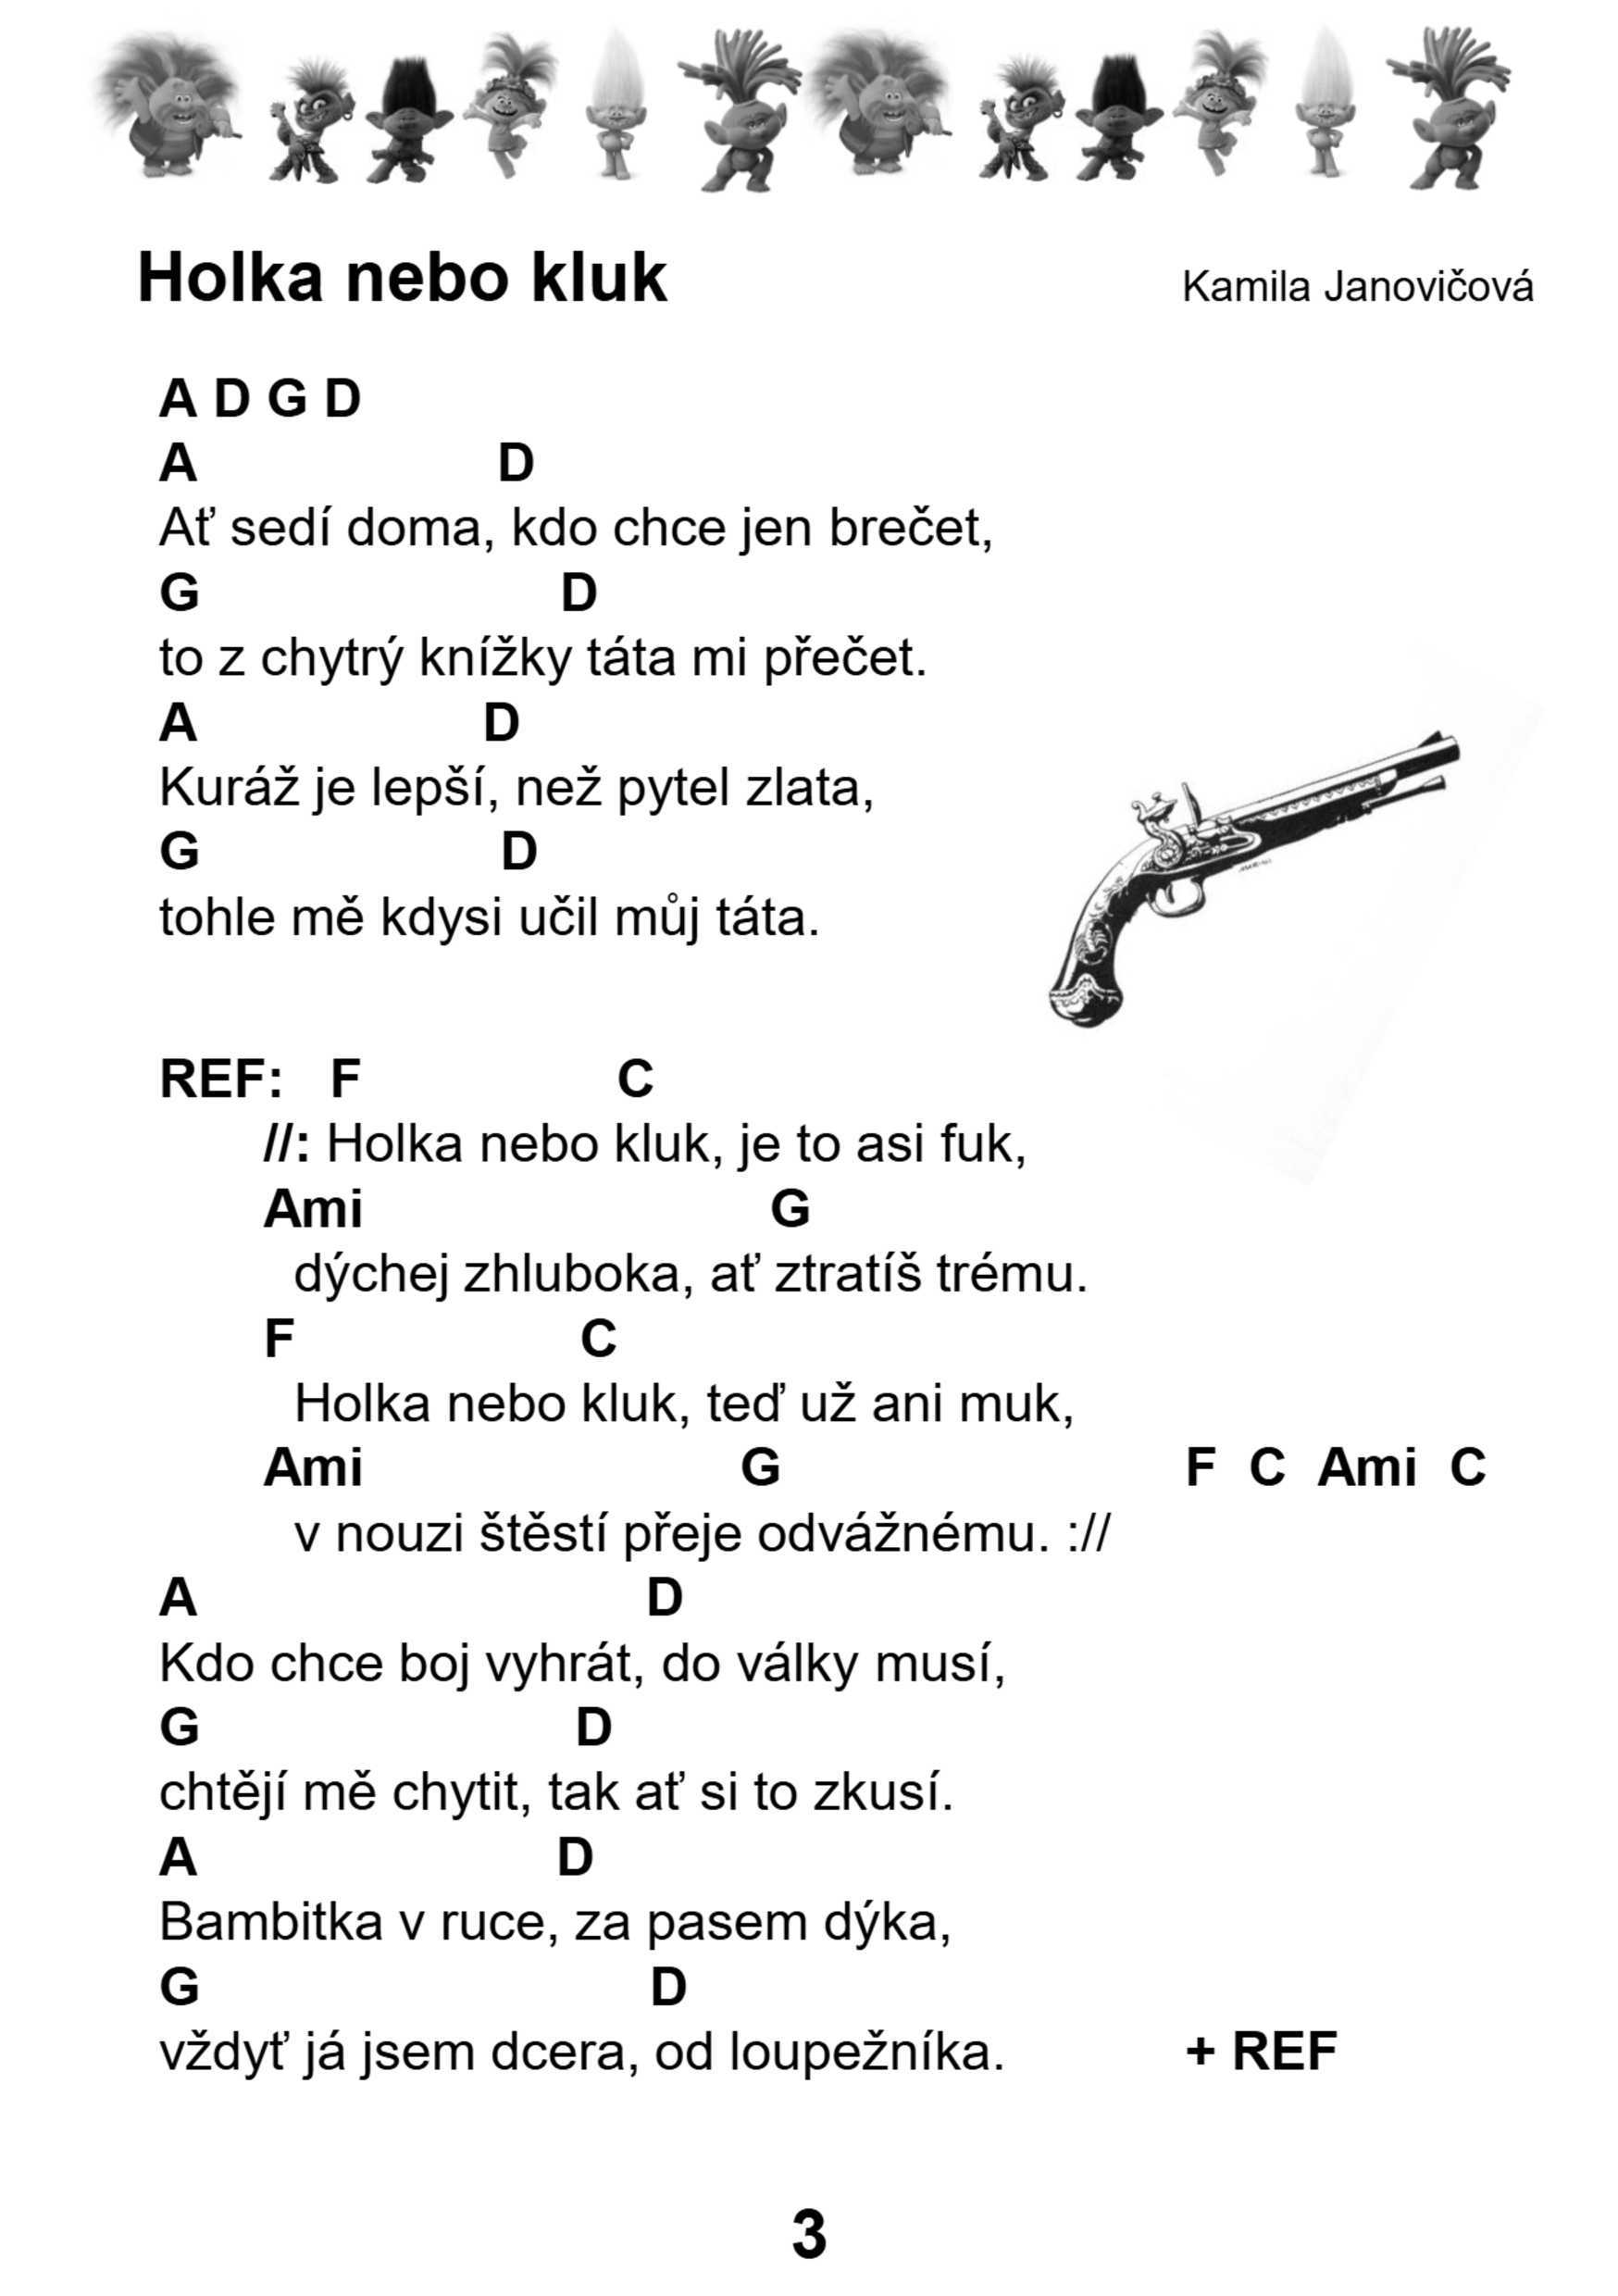 Holka nebo kluk Kamila Janovičová
A D G D
A D
Ať sedí doma, kdo chce jen brečet,
G D
to z chytrý knížky táta mi přečet.
A D
Kuráž je lepší, než pytel zlata,
G D
tohle mě kdysi učil můj táta.
REF: F C
//: Holka nebo kluk, je to asi fuk,
Ami G
dýchej zhluboka, ať ztratíš trému.
F C
Holka nebo kluk, teď už ani muk,
Ami G F C Ami C
v nouzi štěstí přeje odvážnému. ://
A D
Kdo chce boj vyhrát, do války musí,
G D
chtějí mě chytit, tak ať si to zkusí.
A D
Bambitka v ruce, za pasem dýka,
G D
vždyť já jsem dcera, od loupežníka. + REF
3